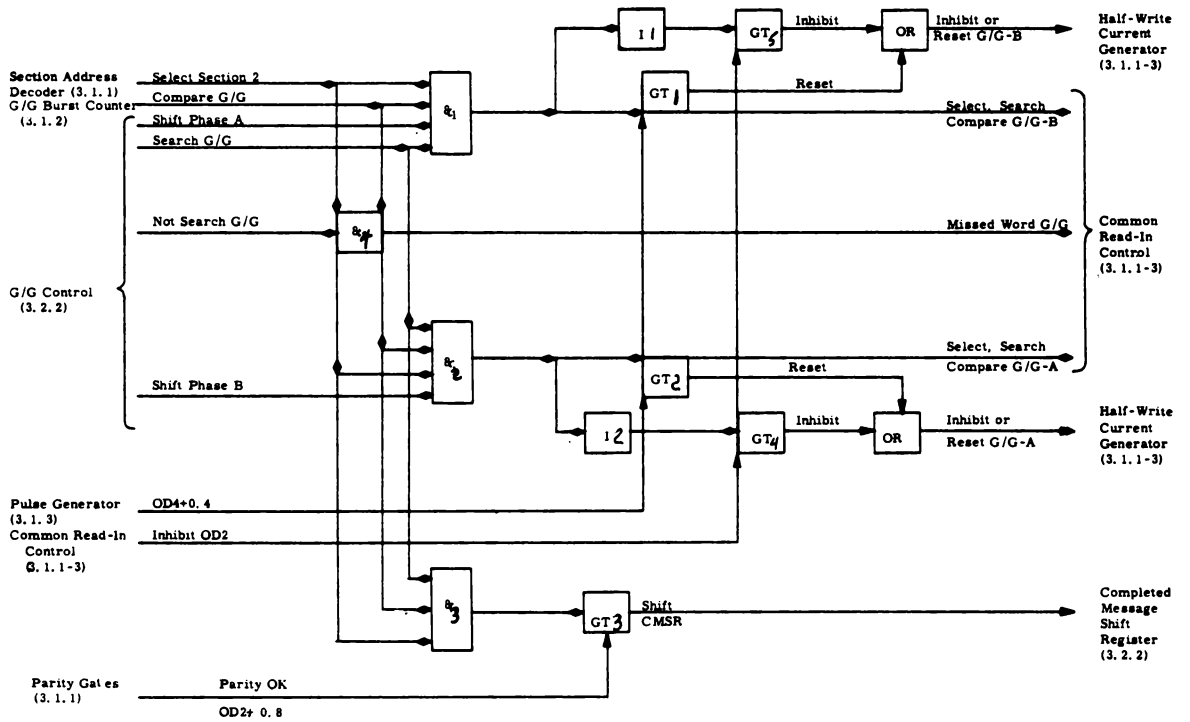 Section Address
Decoder (3.1.1)
G/G Burst Counter
(3.1.2)
G/G Control
(3.2.2)
Pulse Generator
(3.1.3)
Common Read-In
Control
(3.1.1-3)
Parity Gates
(3.1.1)
Select Section 2
Compare G/G
Shift Phase A
Search G/G
Not Search G/G
Shift Phase B
OD4+0.4
Inhibit OD2
Parity OK
OD2+ 0.8
&1
&4
&2
&3
I 1
GT5
Inhibit
OR
Inhibit or
Reset G/G-B
GT 1
Reset
Select, Search
Compare G/G-B
Missed Word G/G
Select, Search
Compare G/G-A
GT2
Reset
I 2
GT4
Inhibit
OR
Inhibit or
Reset G/G-A
GT3
Shift
CMSR
Half-Write
Current
Generator
(3.1.1-3)
Common
Read-In
Control
(3.1.1-3)
Half-Write
Current
Generator
(3.1.1-3)
Completed
Message
Shift
Register
(3.2.2)